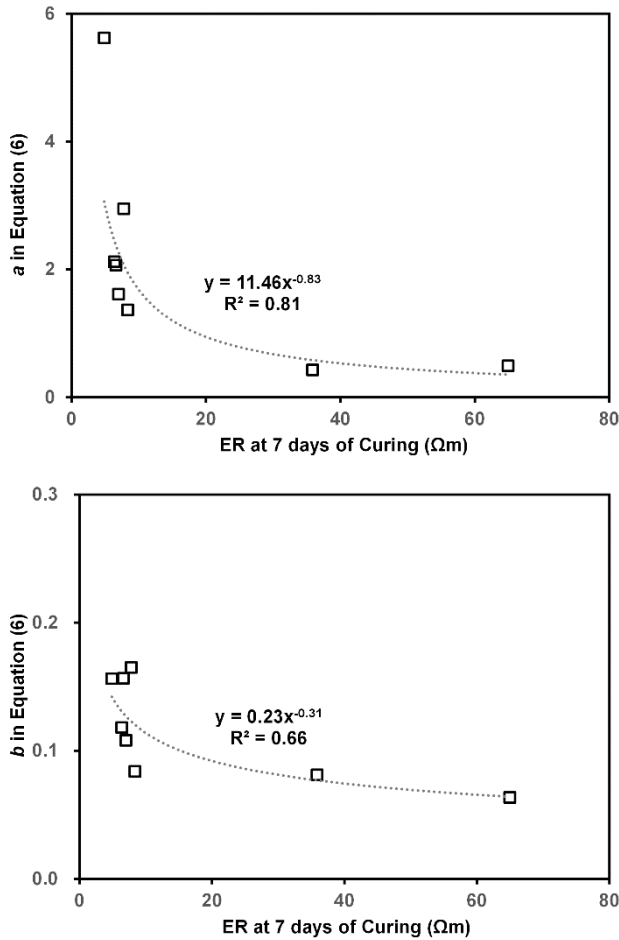 6
4
2
0
a in Equation (6)
y = 11.46x^-0.83
R² = 0.81
0 20 40 60 80
ER at 7 days of Curing (Ωm)
0.3
0.2
0.1
0.0
b in Equation (6)
y = 0.23x^-0.31
R² = 0.66
0 20 40 60 80
ER at 7 days of Curing (Ωm)